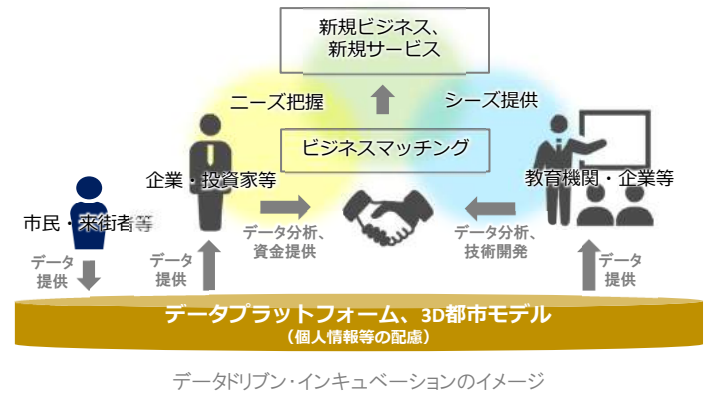 新規ビジネス、
新規サービス
ニーズ把握
シーズ提供
ビジネスマッチング
企業・投資家等
教育機関・企業等
市民・来街者等
データ分析、
資金提供
データ分析、
技術開発
データ
提供
データ
提供
データ
提供
データプラットフォーム、3D都市モデル
（個人情報等の配慮）
データドリブン・インキュベーションのイメージ